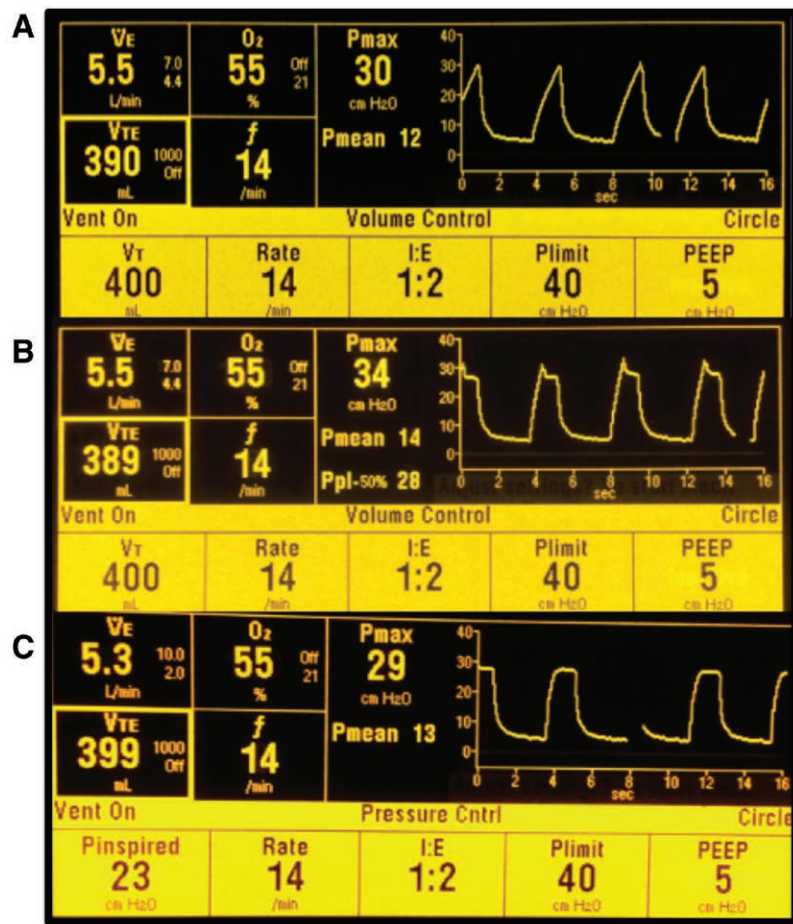 A
V̇E O2 Pmax
5.5 7.0 4.4 55 Off 21 30
L/min % cm H2O
VTE f Pmean 12
390 1000 Off 14
mL /min
40
30
20
10
0
0 2 4 6 8 10 12 14 16
sec
Vent On Volume Control Circle
VT Rate I:E Plimit PEEP
400 14 1:2 40 5
mL /min cm H2O cm H2O
B
V̇E O2 Pmax
5.5 7.0 4.4 55 Off 21 34
L/min % cm H2O
VTE f Pmean 14
389 1000 Off 14 Ppl-50% 28
mL /min
40
30
20
10
0
0 2 4 6 8 10 12 14 16
sec
Vent On Volume Control Circle
VT Rate I:E Plimit PEEP
400 14 1:2 40 5
mL /min cm H2O cm H2O
C
V̇E O2 Pmax
5.3 10.0 2.0 55 Off 21 29
L/min % cm H2O
VTE f Pmean 13
399 1000 Off 14
mL /min
40
30
20
10
0
0 2 4 6 8 10 12 14 16
sec
Vent On Pressure Cntrl Circle
Pinspired Rate I:E Plimit PEEP
23 14 1:2 40 5
cm H2O /min cm H2O cm H2O